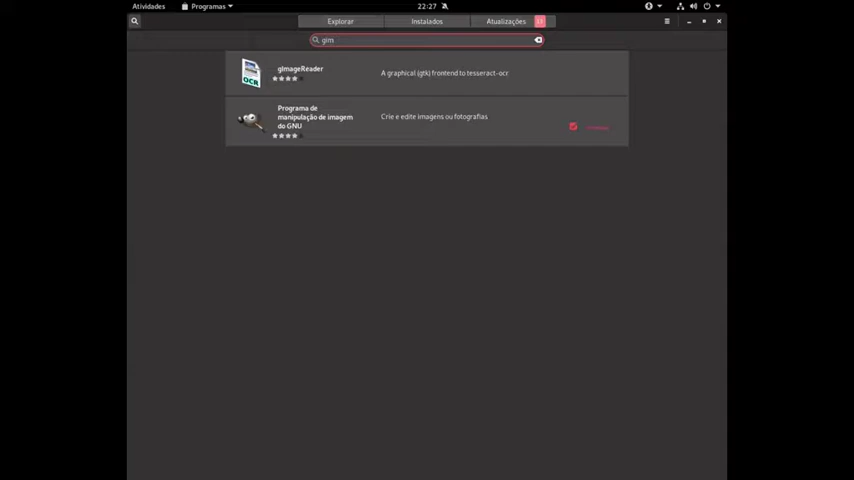 Atividades Programas 22:27
Explorar Instalados Atualizações
gim
gImageReader
A graphical (gtk) frontend to tesseract-ocr
OCR
Programa de
manipulação de imagem
do GNU
Crie e edite imagens ou fotografias